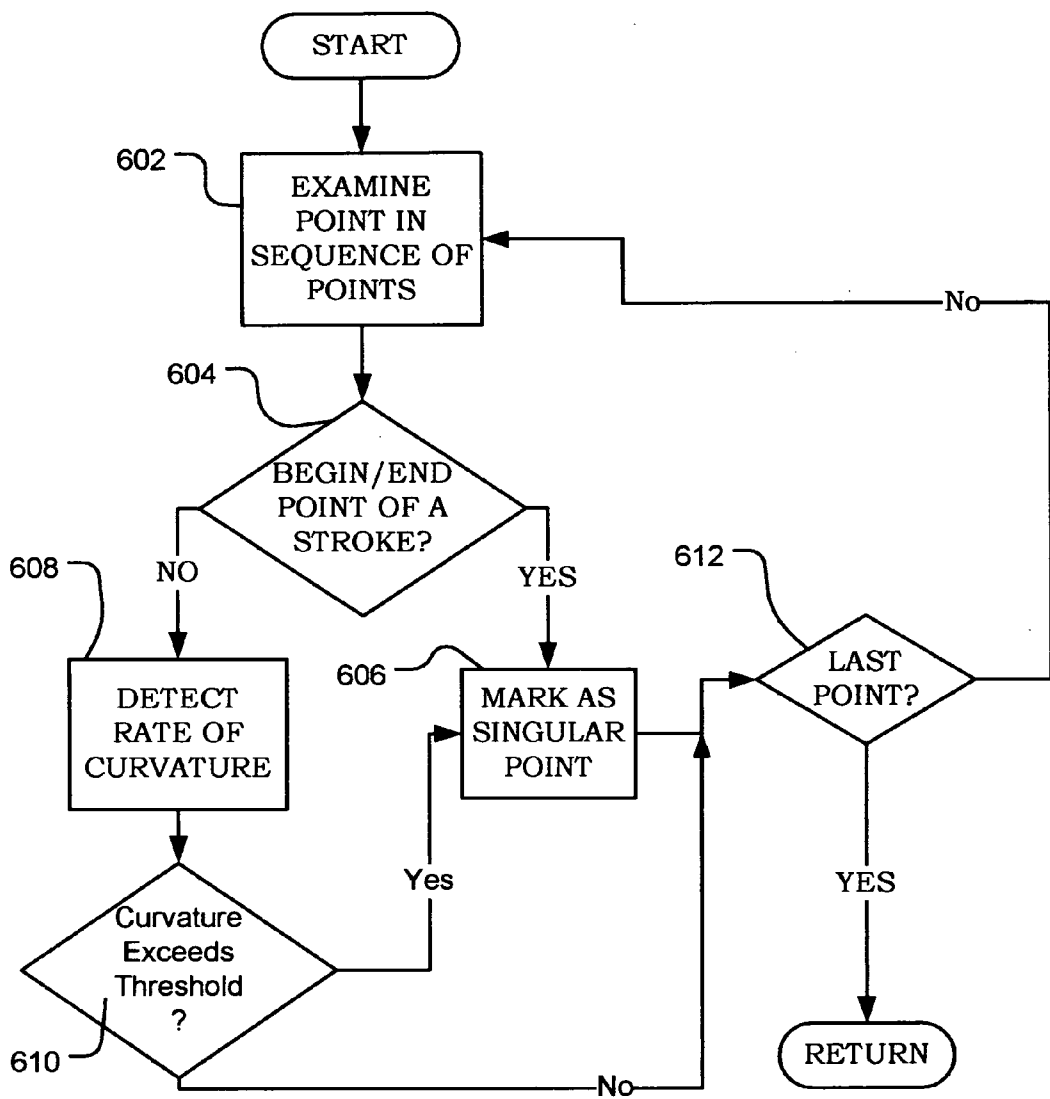 START
602
EXAMINE
POINT IN
SEQUENCE OF
POINTS
No
604
BEGIN/END
POINT OF A
STROKE?
NO
YES
608
DETECT
RATE OF
CURVATURE
606
MARK AS
SINGULAR
POINT
612
LAST
POINT?
Yes
YES
Curvature
Exceeds
Threshold
?
610
No
RETURN